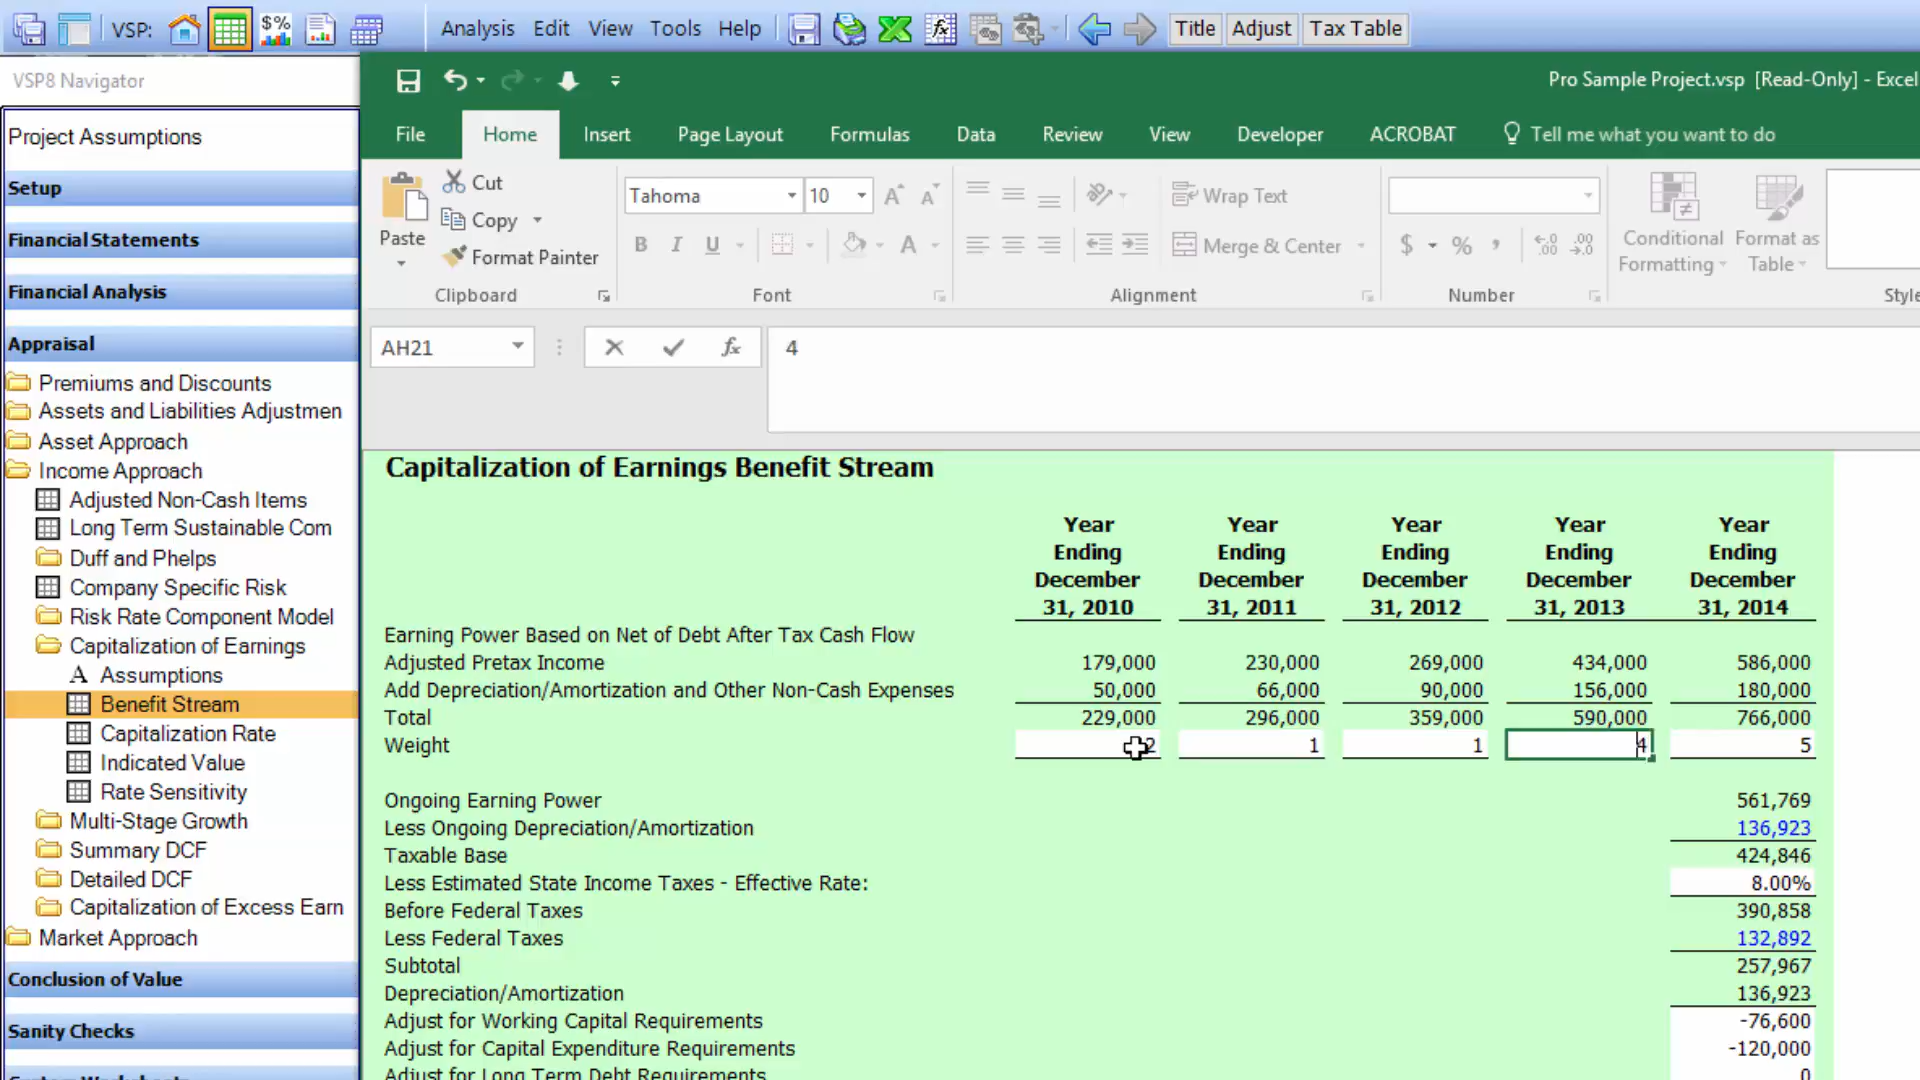 VSP: $% Analysis Edit View Tools Help Title Adjust Tax Table
VSP8 Navigator
Pro Sample Project.vsp [Read-Only] - Excel
File Home Insert Page Layout Formulas Data Review View Developer ACROBAT Tell me what you want to do
Paste
Cut
Copy
Format Painter
Clipboard
Tahoma 10 A A
B I U A
Font
Wrap Text
Merge & Center
Alignment
$ % , .00 .00
Number
Conditional Formatting
Format as Table
AH21 fx 4
Project Assumptions
Setup
Financial Statements
Financial Analysis
Appraisal
Premiums and Discounts
Assets and Liabilities Adjustmen
Asset Approach
Income Approach
Adjusted Non-Cash Items
Long Term Sustainable Com
Duff and Phelps
Company Specific Risk
Risk Rate Component Model
Capitalization of Earnings
A Assumptions
Benefit Stream
Capitalization Rate
Indicated Value
Rate Sensitivity
Multi-Stage Growth
Summary DCF
Detailed DCF
Capitalization of Excess Earn
Market Approach
Conclusion of Value
Sanity Checks
Capitalization of Earnings Benefit Stream
Year Year Year Year Year
Ending Ending Ending Ending Ending
December December December December December
31, 2010 31, 2011 31, 2012 31, 2013 31, 2014
Earning Power Based on Net of Debt After Tax Cash Flow
Adjusted Pretax Income 179,000 230,000 269,000 434,000 586,000
Add Depreciation/Amortization and Other Non-Cash Expenses 50,000 66,000 90,000 156,000 180,000
Total 229,000 296,000 359,000 590,000 766,000
Weight 2 1 1 4 5
Ongoing Earning Power 561,769
Less Ongoing Depreciation/Amortization 136,923
Taxable Base 424,846
Less Estimated State Income Taxes - Effective Rate: 8.00%
Before Federal Taxes 390,858
Less Federal Taxes 132,892
Subtotal 257,967
Depreciation/Amortization 136,923
Adjust for Working Capital Requirements -76,600
Adjust for Capital Expenditure Requirements -120,000
Adjust for Long Term Debt Requirements 0